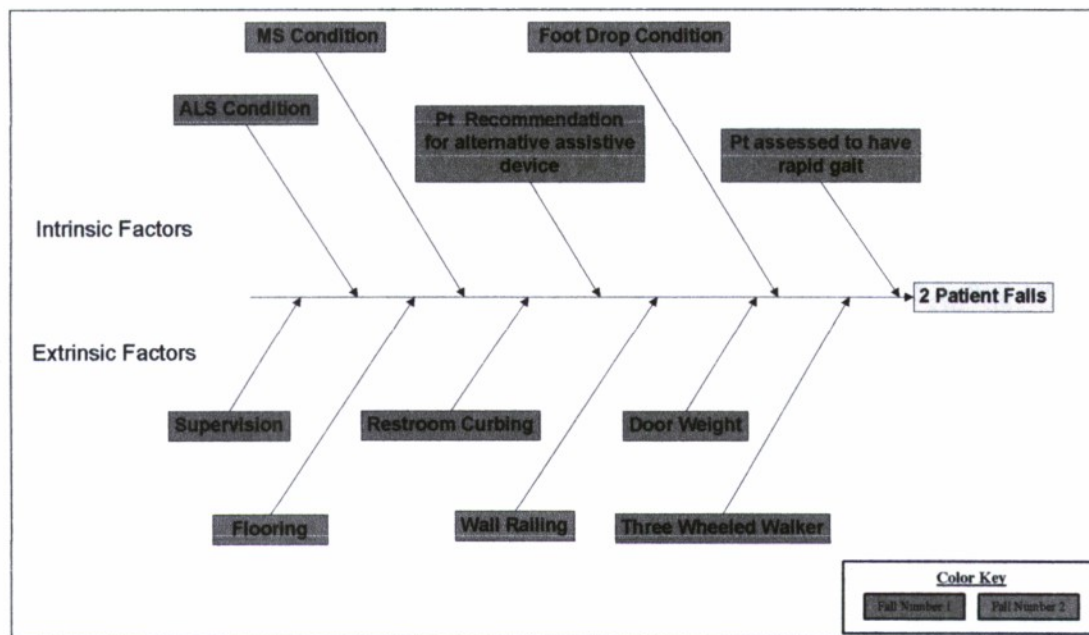 MS Condition
Foot Drop Condition
ALS Condition
Pt Recommendation
for alternative assistive
device
Pt assessed to have
rapid gait
Intrinsic Factors
2 Patient Falls
Extrinsic Factors
Supervision
Restroom Curbing
Door Weight
Flooring
Wall Railing
Three Wheeled Walker
Color Key
Fall Number 1
Fall Number 2